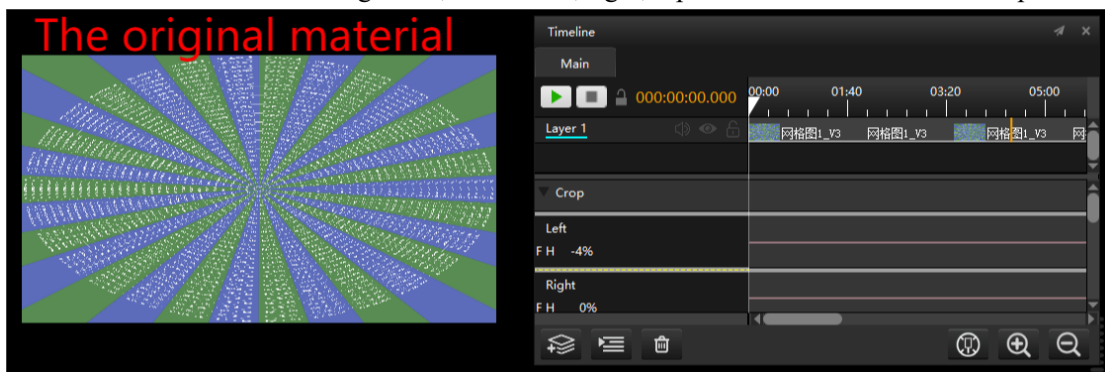 The original material
Timeline
Main
000:00:00.000 00:00 01:40 03:20 05:00
Layer 1 网格图1_V3 网格图1_V3 网格图1_V3
Crop
Left
F H -4%
Right
F H 0%